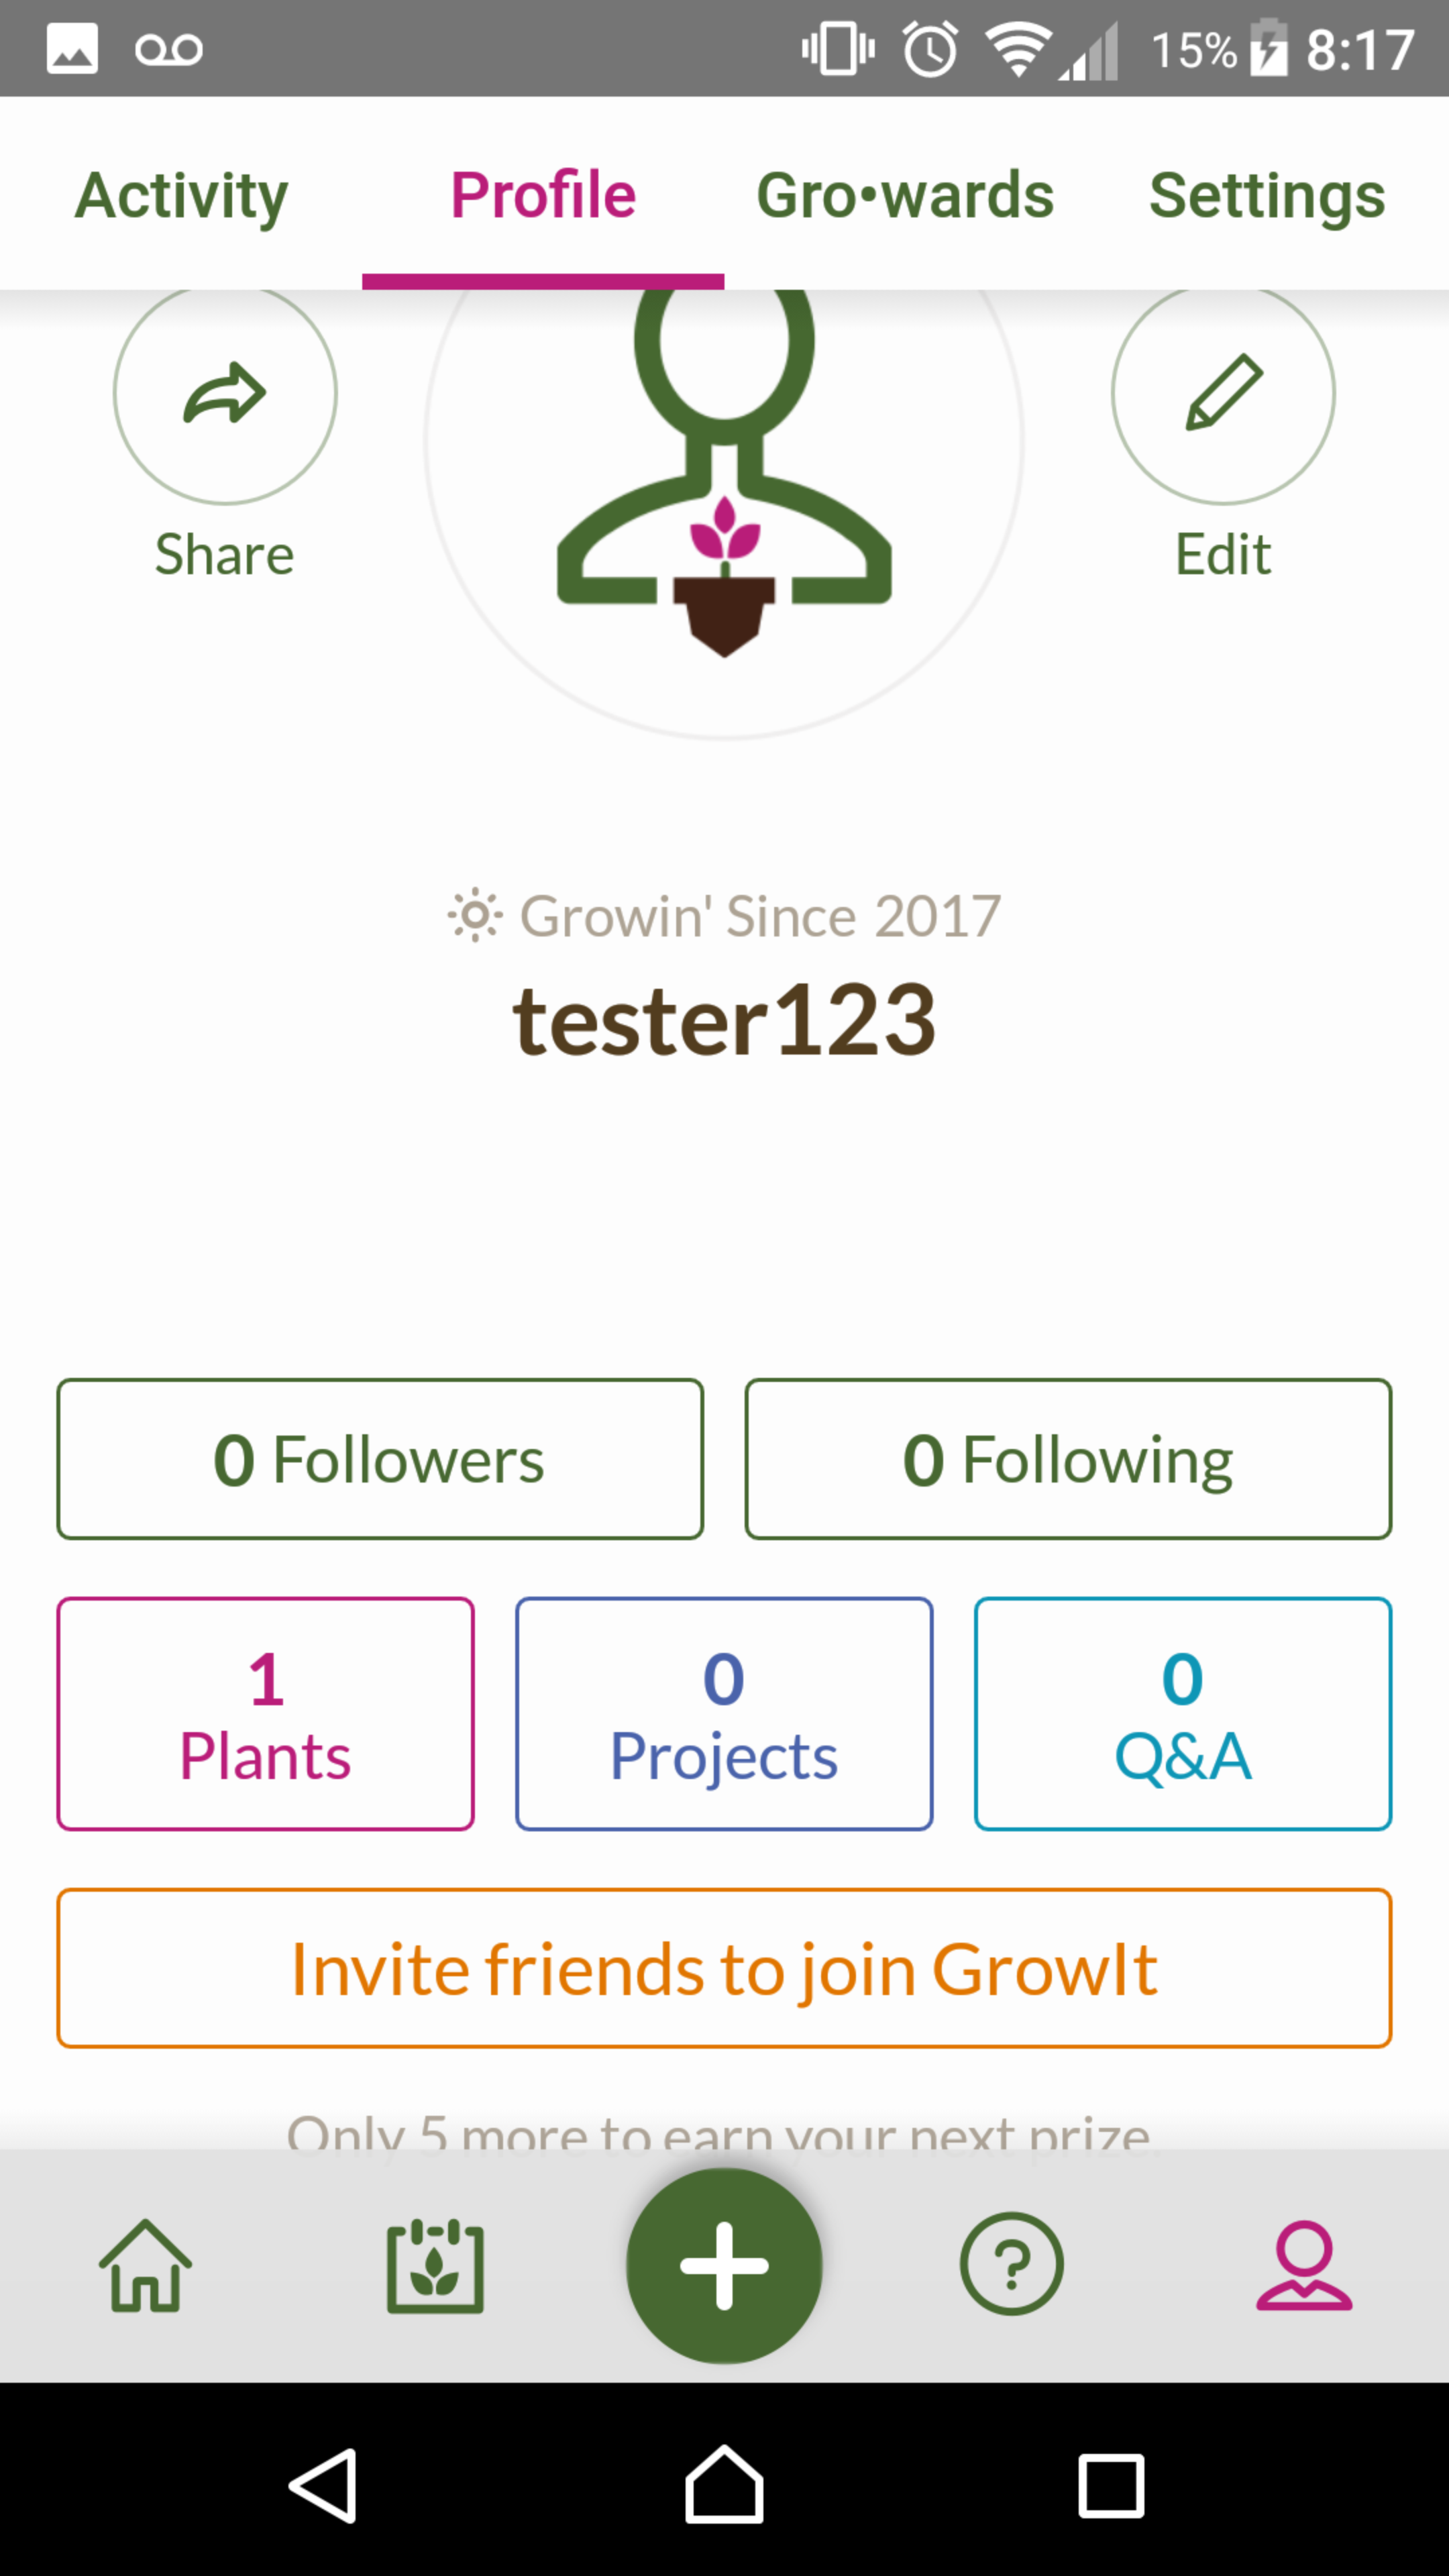 15% 8:17
Activity Profile Gro•wards Settings
Share Edit
Growin' Since 2017
tester123
0 Followers 0 Following
1 0 0
Plants Projects Q&A
Invite friends to join GrowIt
Only 5 more to earn your next prize.
?